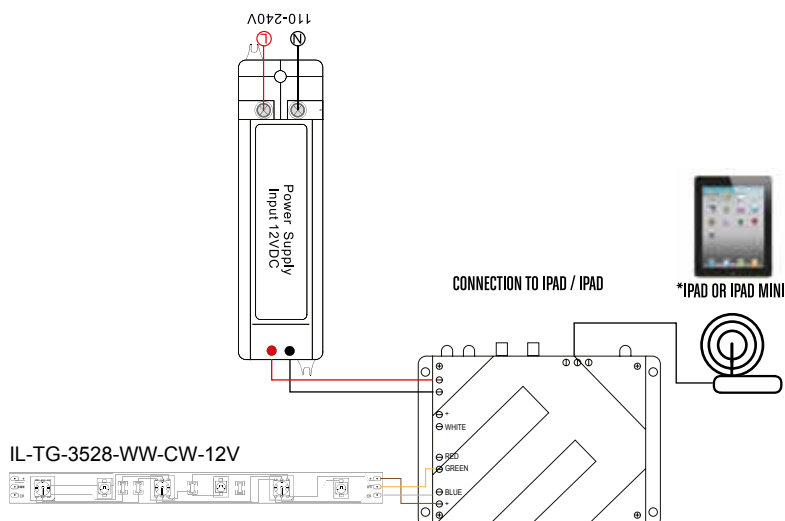 110-240V
L N
Power Supply
Input 12VDC
CONNECTION TO IPAD / IPAD
*IPAD OR IPAD MINI
+
WHITE
RED
GREEN
BLUE
+
IL-TG-3528-WW-CW-12V